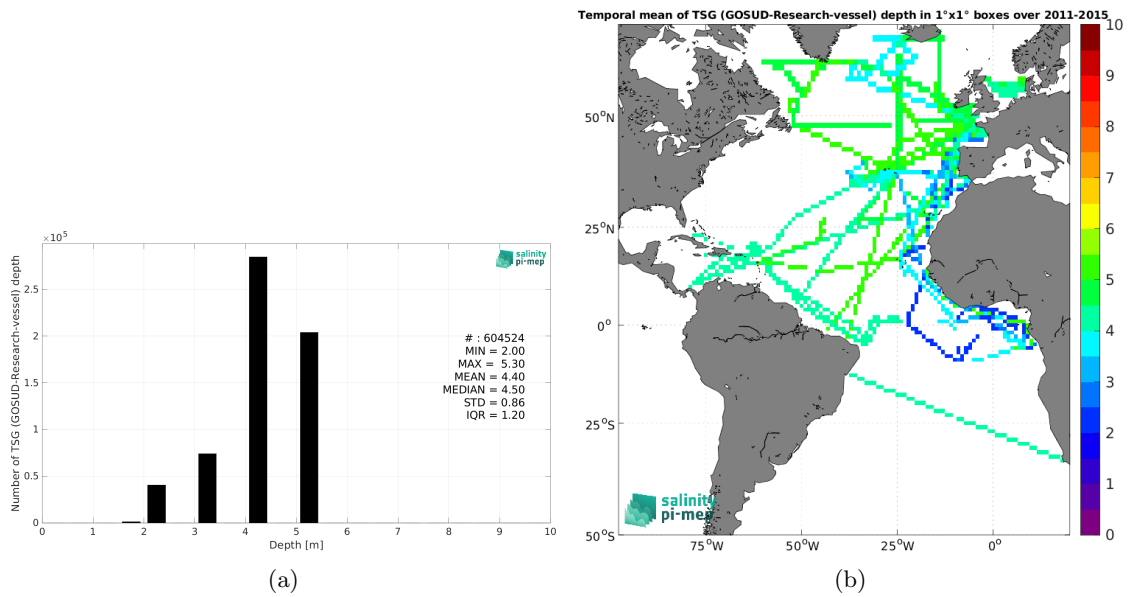 ×10⁵
2.5
2
1.5
1
0.5
0
Number of TSG (GOSUD-Research-vessel) depth
salinity
pi-mep
# : 604524
MIN = 2.00
MAX = 5.30
MEAN = 4.40
MEDIAN = 4.50
STD = 0.86
IQR = 1.20
0 1 2 3 4 5 6 7 8 9 10
Depth [m]
(a)
Temporal mean of TSG (GOSUD-Research-vessel) depth in 1°x1° boxes over 2011-2015
50°N
25°N
0°
25°S
50°S
75°W 50°W 25°W 0°
salinity
pi-mep
10
9
8
7
6
5
4
3
2
1
0
(b)